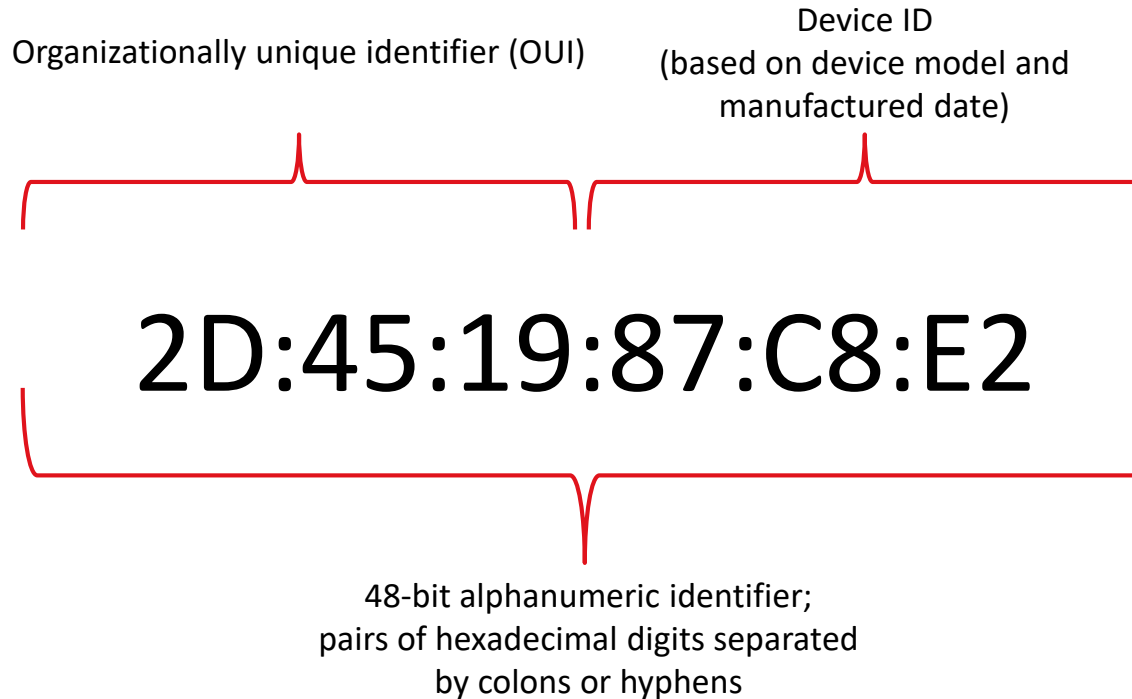 Organizationally unique identifier (OUI)
Device ID
(based on device model and
manufactured date)
2D:45:19:87:C8:E2
48-bit alphanumeric identifier;
pairs of hexadecimal digits separated
by colons or hyphens